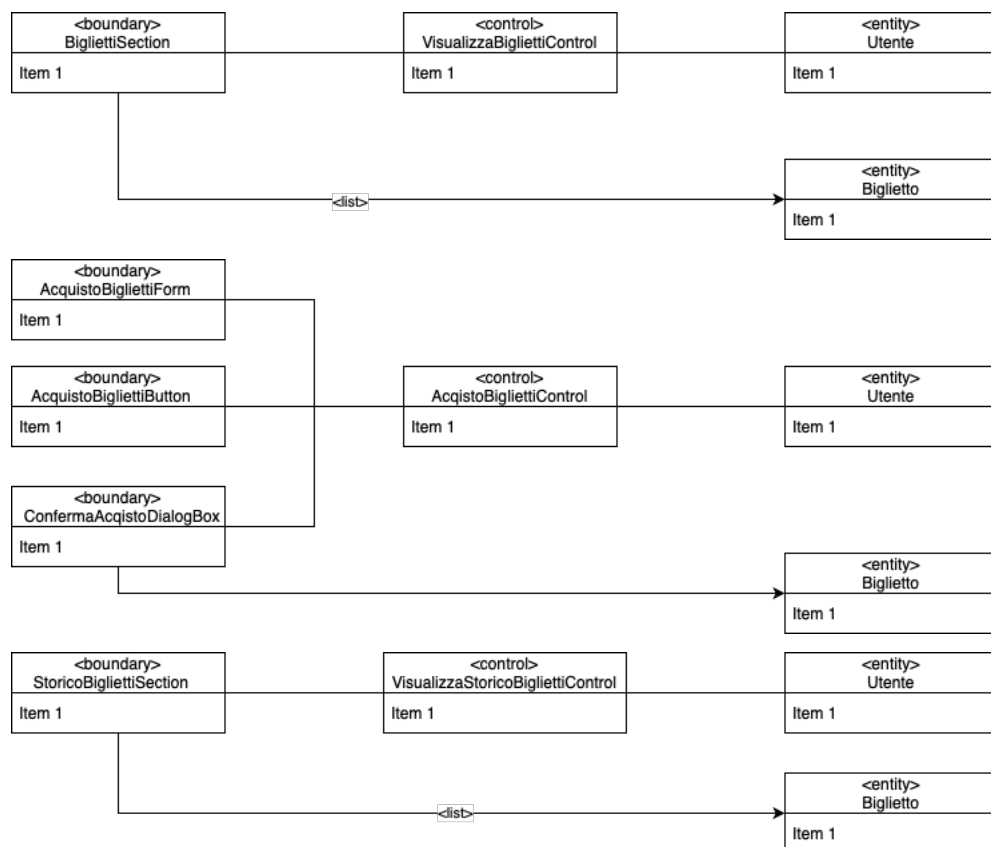 <boundary>
BigliettiSection
Item 1
<control>
VisualizzaBigliettiControl
Item 1
<entity>
Utente
Item 1
<list>
<entity>
Biglietto
Item 1
<boundary>
AcquistoBigliettiForm
Item 1
<boundary>
AcquistoBigliettiButton
Item 1
<control>
AcqistoBigliettiControl
Item 1
<entity>
Utente
Item 1
<boundary>
ConfermaAcqistoDialogBox
Item 1
<entity>
Biglietto
Item 1
<boundary>
StoricoBigliettiSection
Item 1
<control>
VisualizzaStoricoBigliettiControl
Item 1
<entity>
Utente
Item 1
<list>
<entity>
Biglietto
Item 1